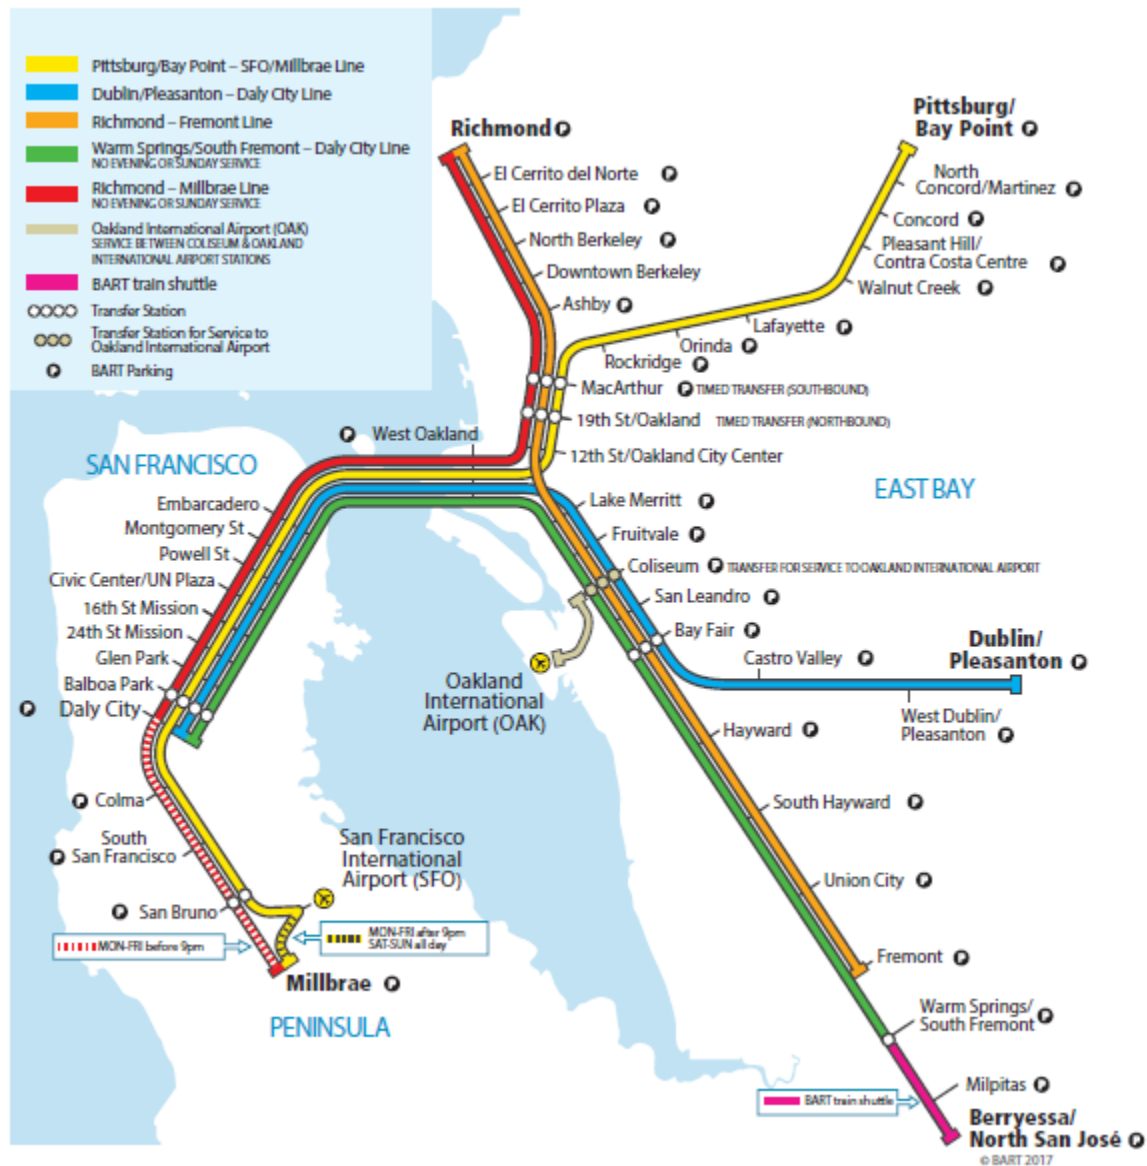 Pittsburg/Bay Point – SFO/Millbrae Line
Dublin/Pleasanton – Daly City Line
Richmond – Fremont Line
Warm Springs/South Fremont – Daly City Line
NO EVENING OR SUNDAY SERVICE
Richmond – Millbrae Line
NO EVENING OR SUNDAY SERVICE
Oakland International Airport (OAK)
SERVICE BETWEEN COLISEUM & OAKLAND
INTERNATIONAL AIRPORT STATIONS
BART train shuttle
Transfer Station
Transfer Station for Service to
Oakland International Airport
P BART Parking
Richmond P
El Cerrito del Norte P
El Cerrito Plaza P
North Berkeley P
Downtown Berkeley
Ashby P
Pittsburg/
Bay Point P
North
Concord/Martinez P
Concord P
Pleasant Hill/
Contra Costa Centre P
Walnut Creek P
Lafayette P
Orinda P
Rockridge P
MacArthur P TIMED TRANSFER (SOUTHBOUND)
19th St/Oakland TIMED TRANSFER (NORTHBOUND)
12th St/Oakland City Center
P West Oakland
SAN FRANCISCO
EAST BAY
Embarcadero
Montgomery St
Powell St
Civic Center/UN Plaza
16th St Mission
24th St Mission
Glen Park
Balboa Park
P Daly City
Lake Merritt P
Fruitvale P
Coliseum P TRANSFER FOR SERVICE TO OAKLAND INTERNATIONAL AIRPORT
San Leandro P
Bay Fair P
Castro Valley P
Dublin/
Pleasanton P
West Dublin/
Pleasanton P
Oakland
International
Airport (OAK)
Hayward P
South Hayward P
Union City P
Fremont P
P Colma
South
P San Francisco
San Francisco
International
Airport (SFO)
P San Bruno
MON-FRI before 9pm
MON-FRI after 9pm
SAT-SUN all day
Millbrae P
PENINSULA
Warm Springs/
South Fremont P
Milpitas P
BART train shuttle
Berryessa/
North San José P
© BART 2017